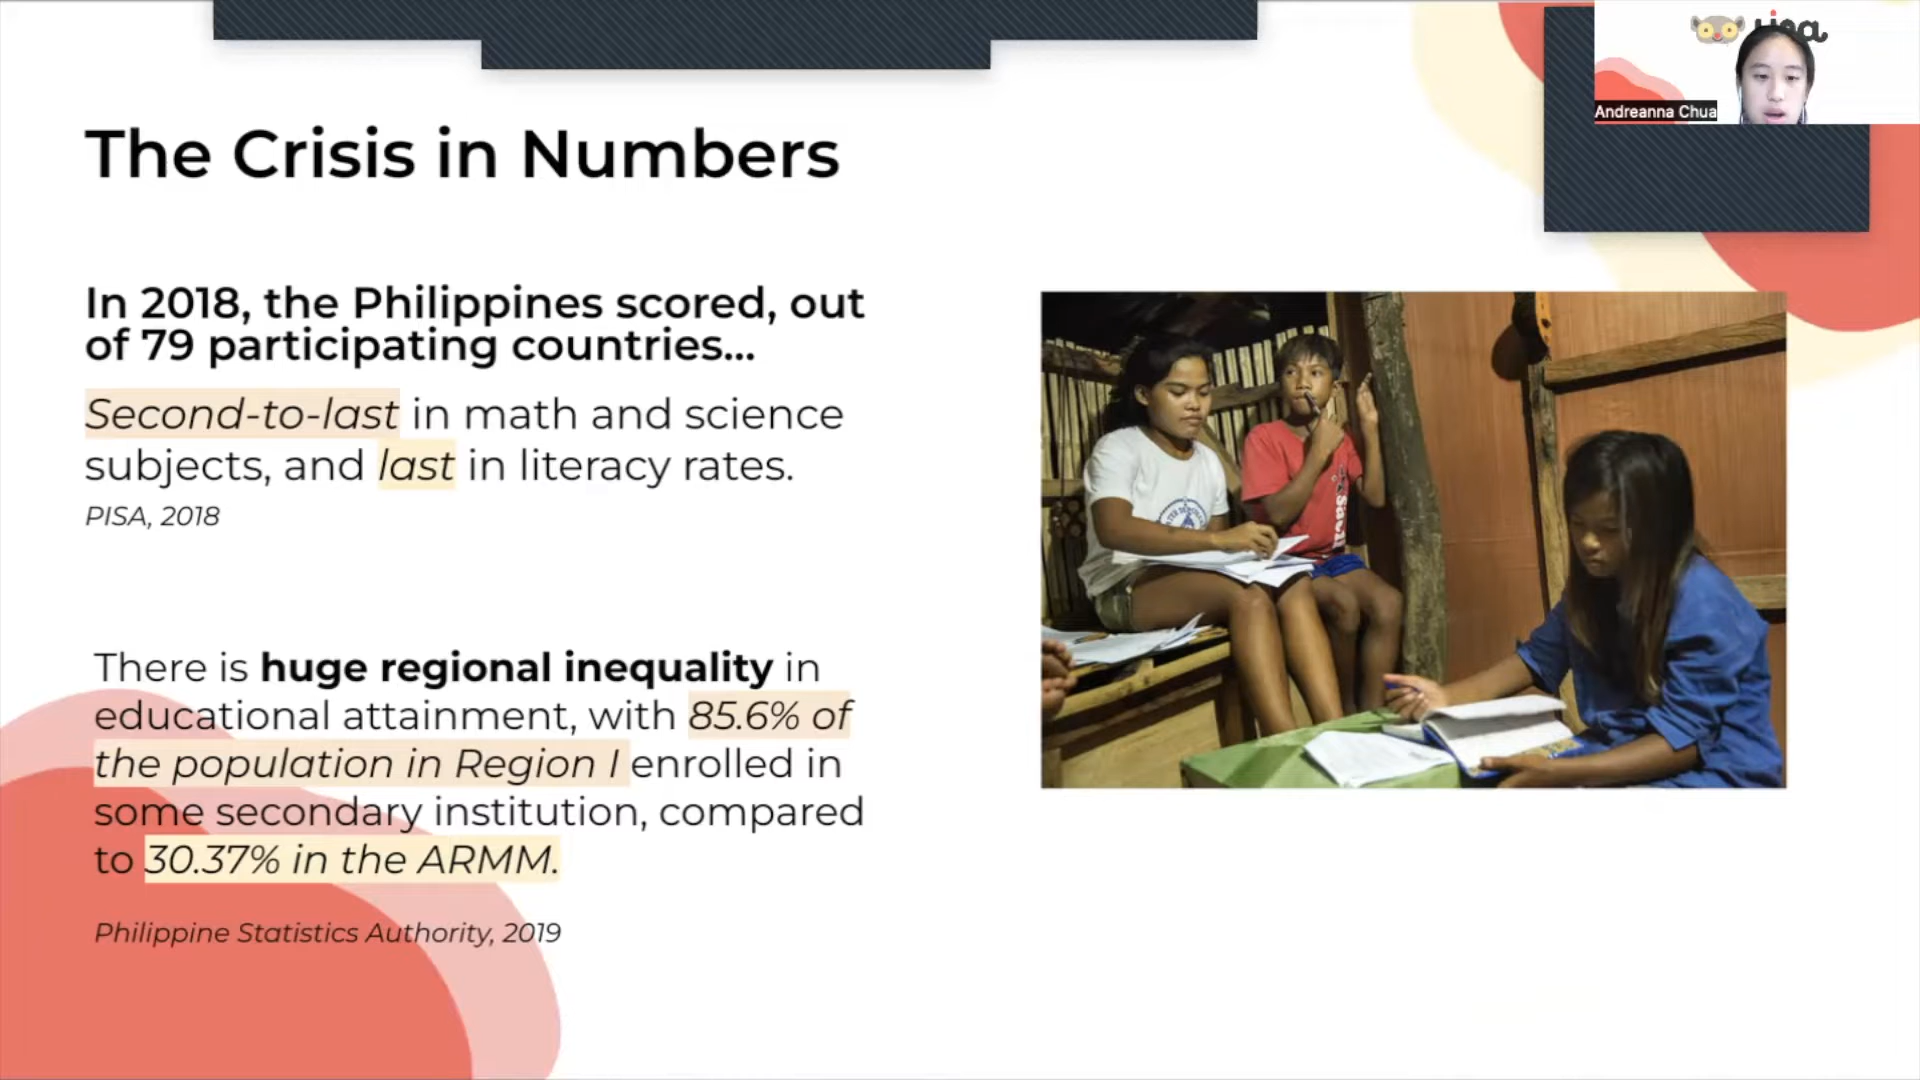 Andreanna Chua
The Crisis in Numbers
In 2018, the Philippines scored, out
of 79 participating countries...
Second-to-last in math and science
subjects, and last in literacy rates.
PISA, 2018
There is huge regional inequality in
educational attainment, with 85.6% of
the population in Region I enrolled in
some secondary institution, compared
to 30.37% in the ARMM.
Philippine Statistics Authority, 2019